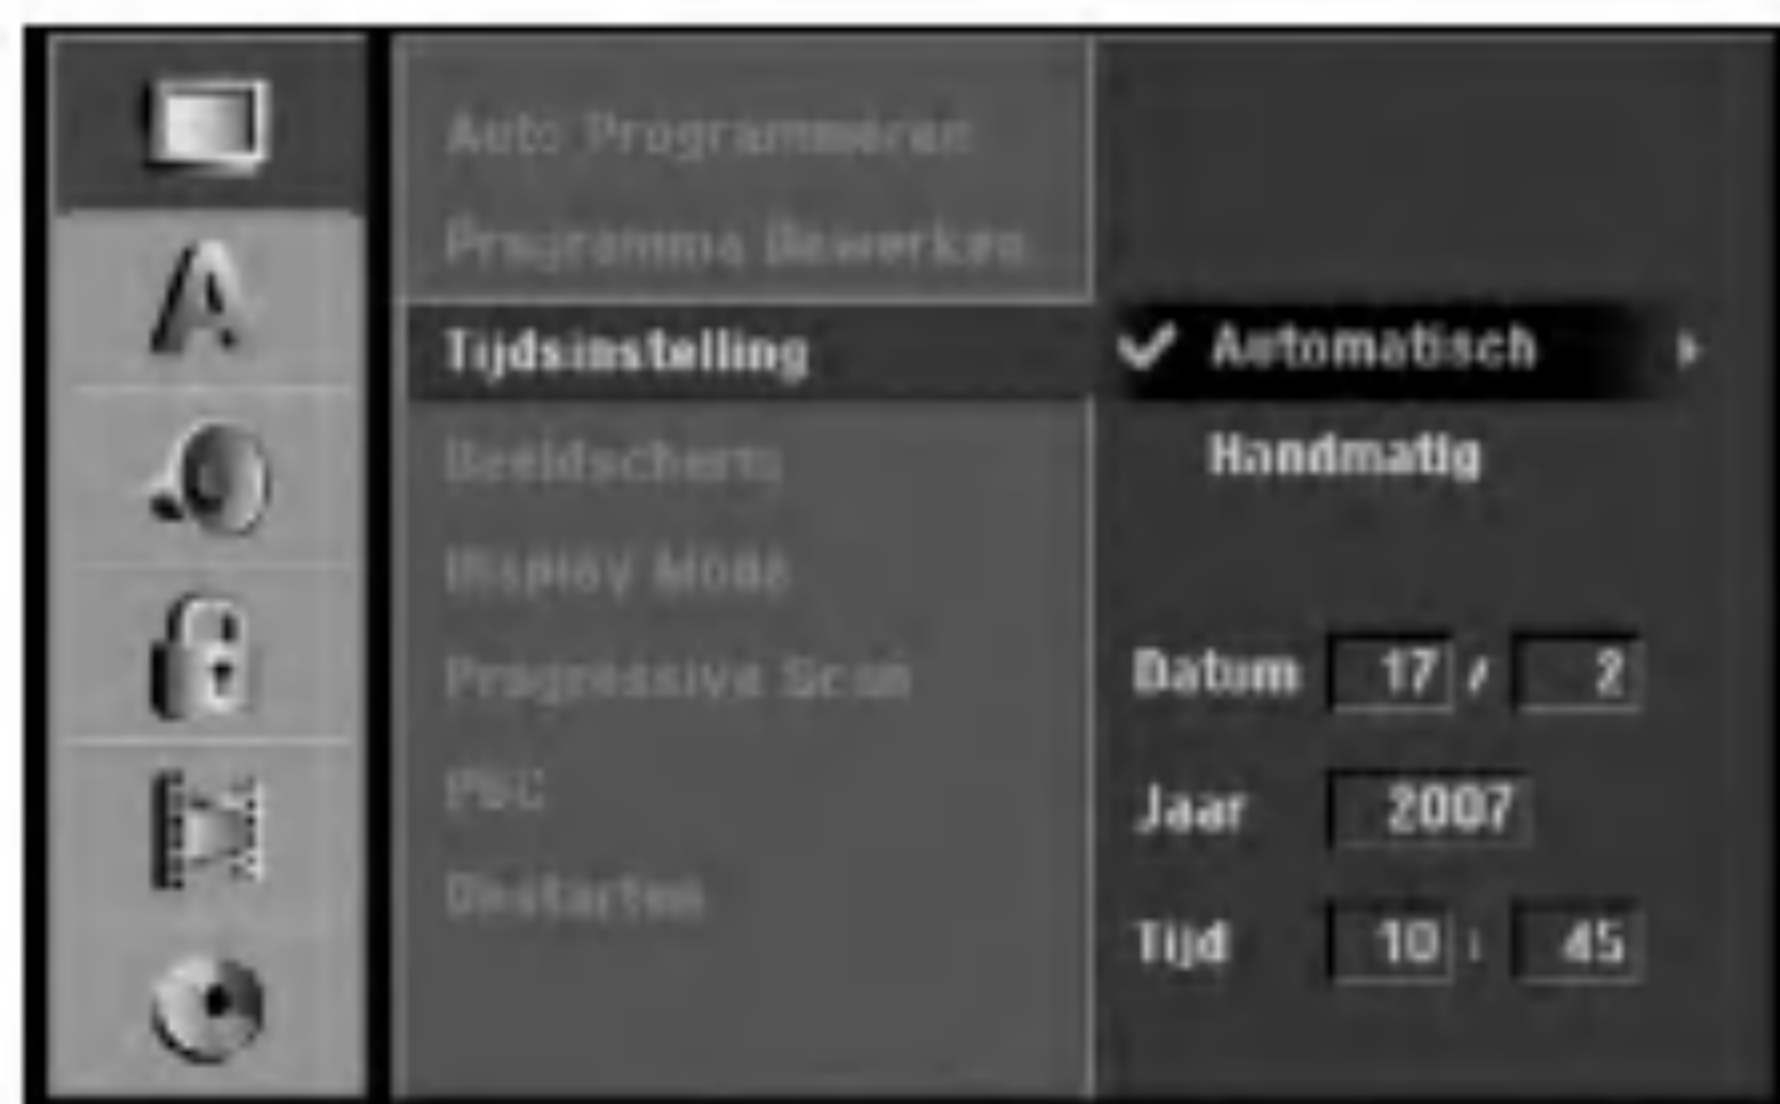 Auto Programmeren
Programma Bewerken
Tijdsinstelling
Automatisch
Handmatig
Beeldscherm
Display Mode
Progressive Scan
PBC
Datum 17 / 2
Jaar 2007
Tijd 10 : 45